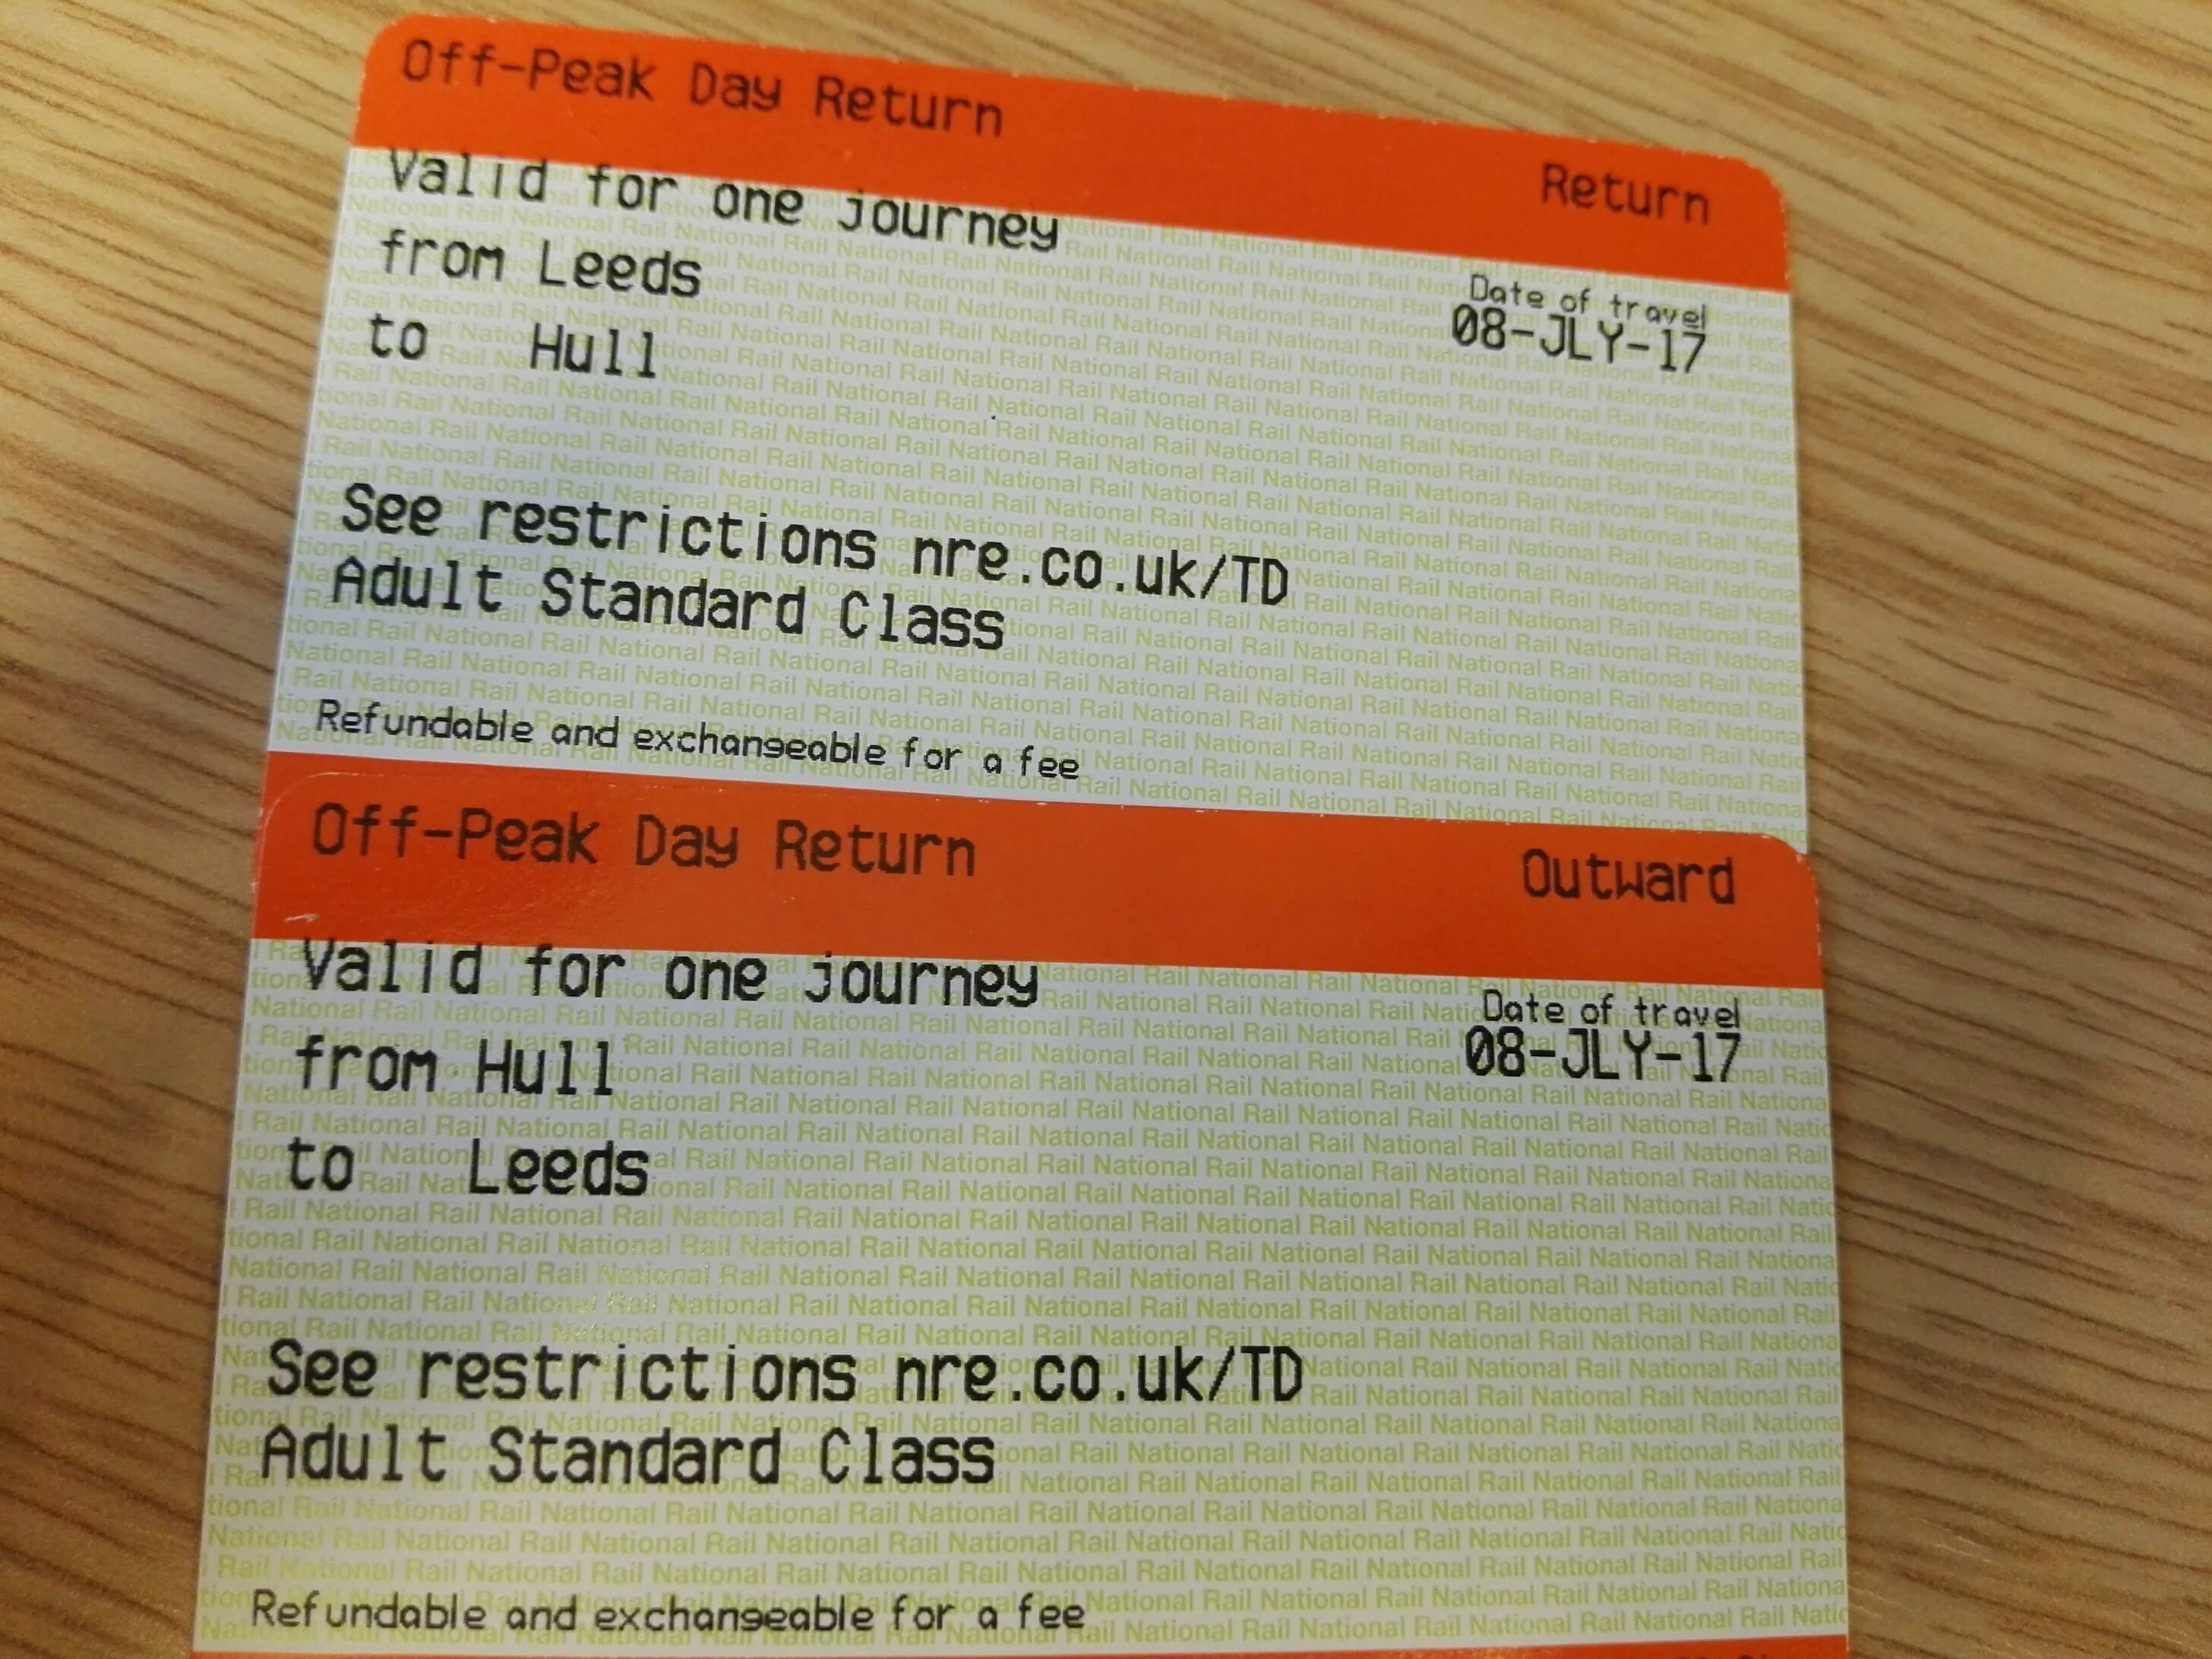 Off-Peak Day Return
Return
Valid for one journey
from Leeds
to Hull
Date of travel
08-JLY-17
See restrictions nre.co.uk/TD
Adult Standard Class
Refundable and exchangeable for a fee
Off-Peak Day Return
Outward
Valid for one journey
from Hull
to Leeds
Date of travel
08-JLY-17
See restrictions nre.co.uk/TD
Adult Standard Class
Refundable and exchangeable for a fee